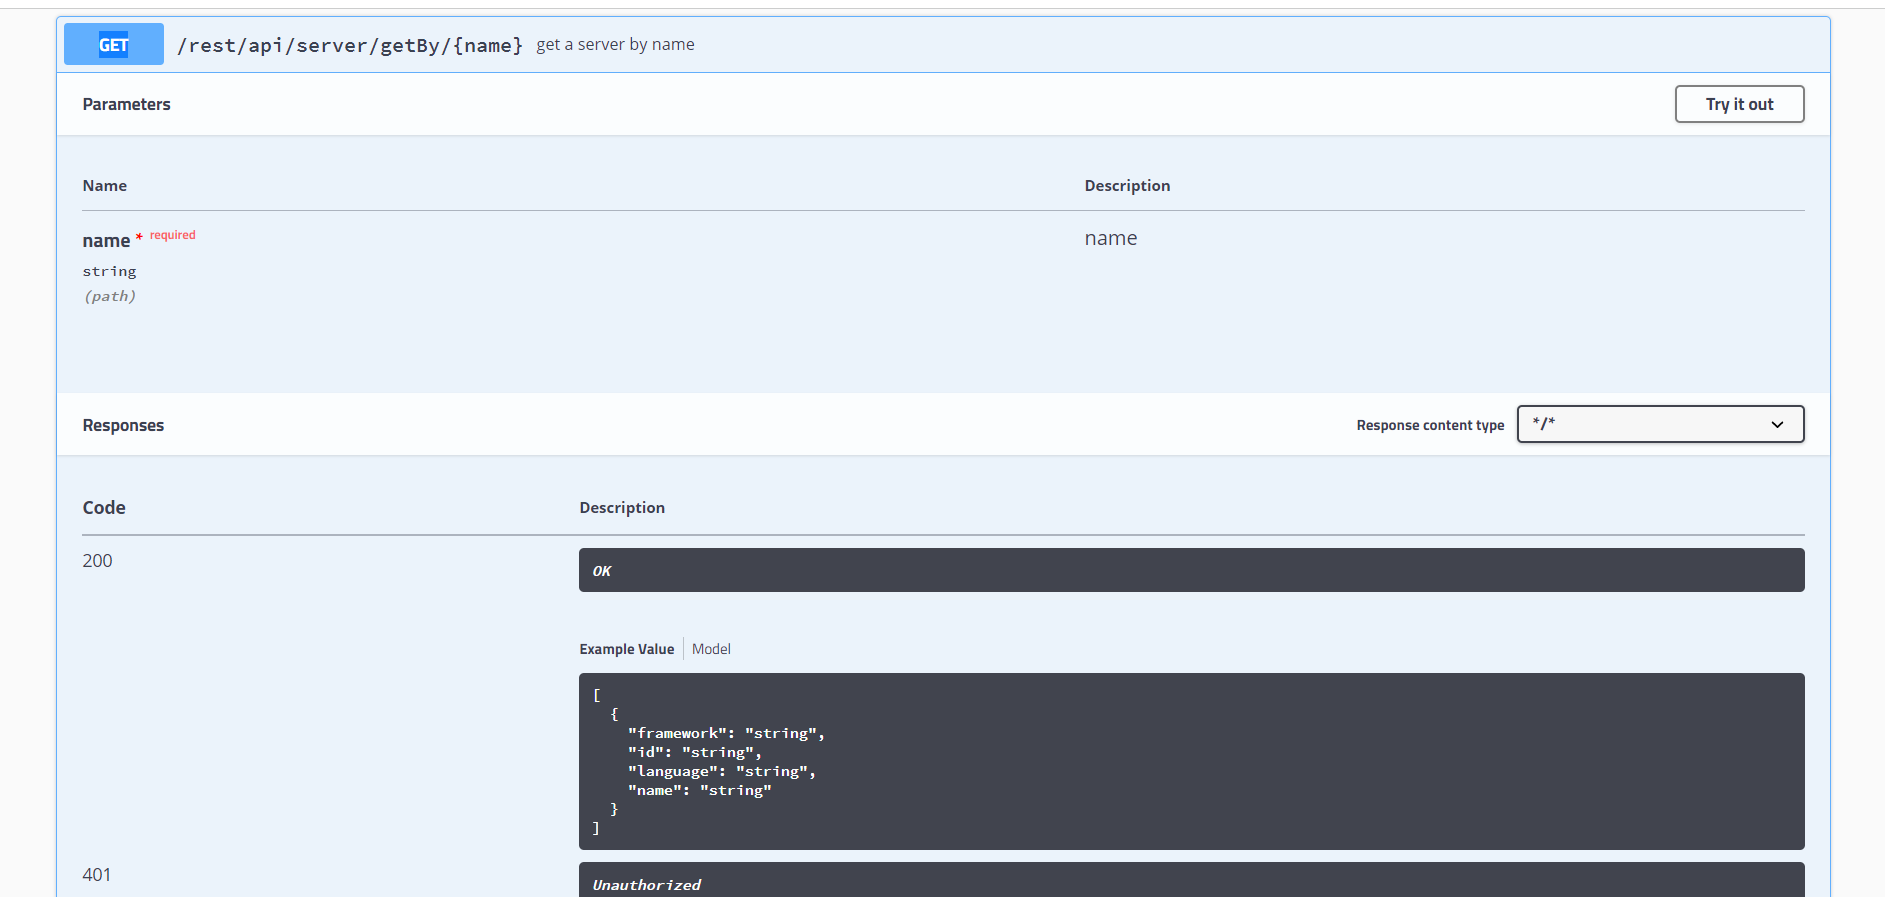 GET /rest/api/server/getBy/{name} get a server by name
Parameters Try it out
Name Description
name * required name
string
(path)
Responses Response content type */*
Code Description
200 OK
Example Value Model
[
  {
    "framework": "string",
    "id": "string",
    "language": "string",
    "name": "string"
  }
]
401 Unauthorized